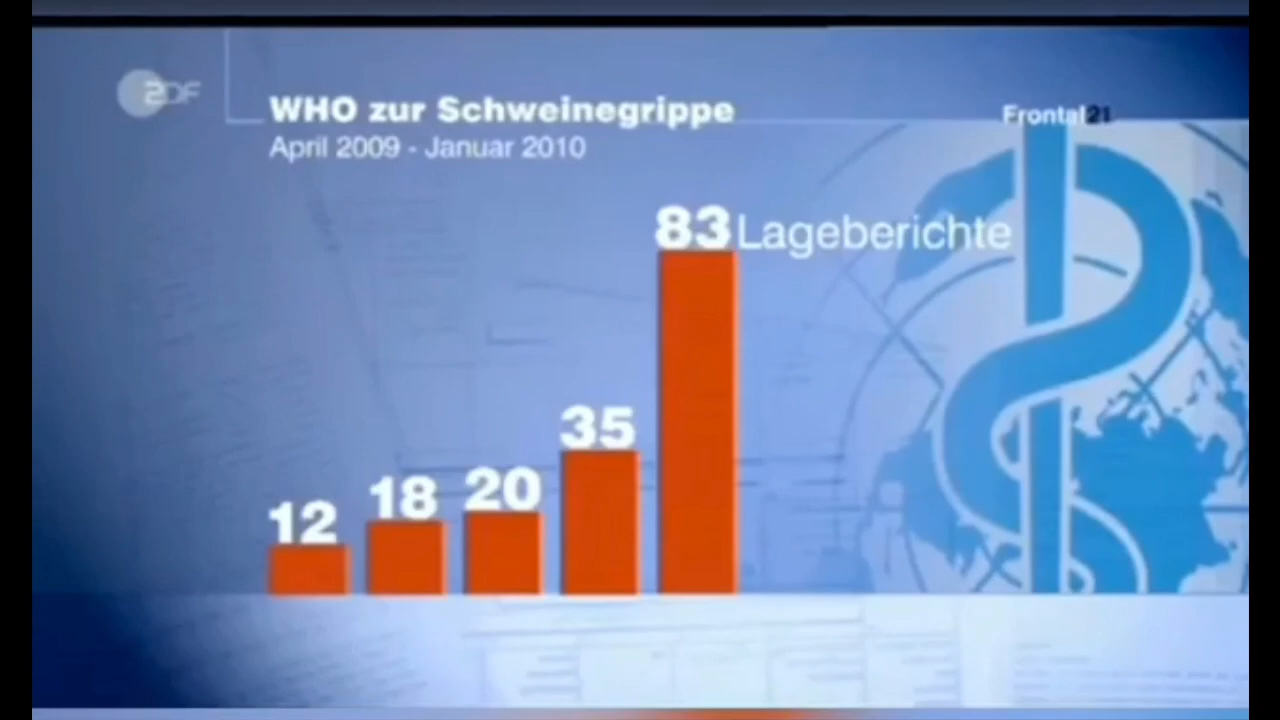 ZDF
WHO zur Schweinegrippe
Frontal21
April 2009 - Januar 2010
83 Lageberichte
35
20
18
12